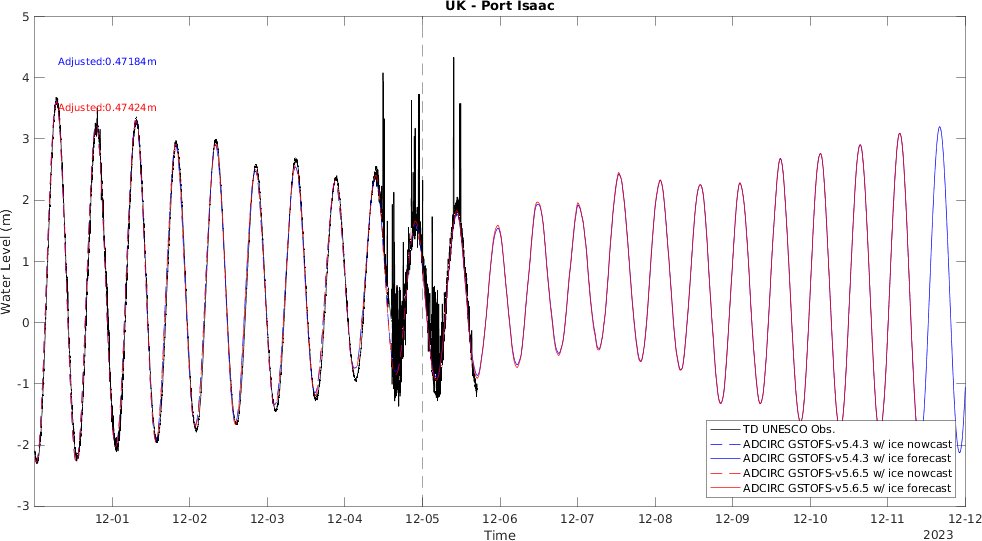 UK - Port Isaac
5
4
3
2
1
0
-1
-2
-3
Water Level (m)
Adjusted:0.47184m
Adjusted:0.47424m
TD UNESCO Obs.
ADCIRC GSTOFS-v5.4.3 w/ ice nowcast
ADCIRC GSTOFS-v5.4.3 w/ ice forecast
ADCIRC GSTOFS-v5.6.5 w/ ice nowcast
ADCIRC GSTOFS-v5.6.5 w/ ice forecast
12-01 12-02 12-03 12-04 12-05 12-06 12-07 12-08 12-09 12-10 12-11 12-12
Time
2023